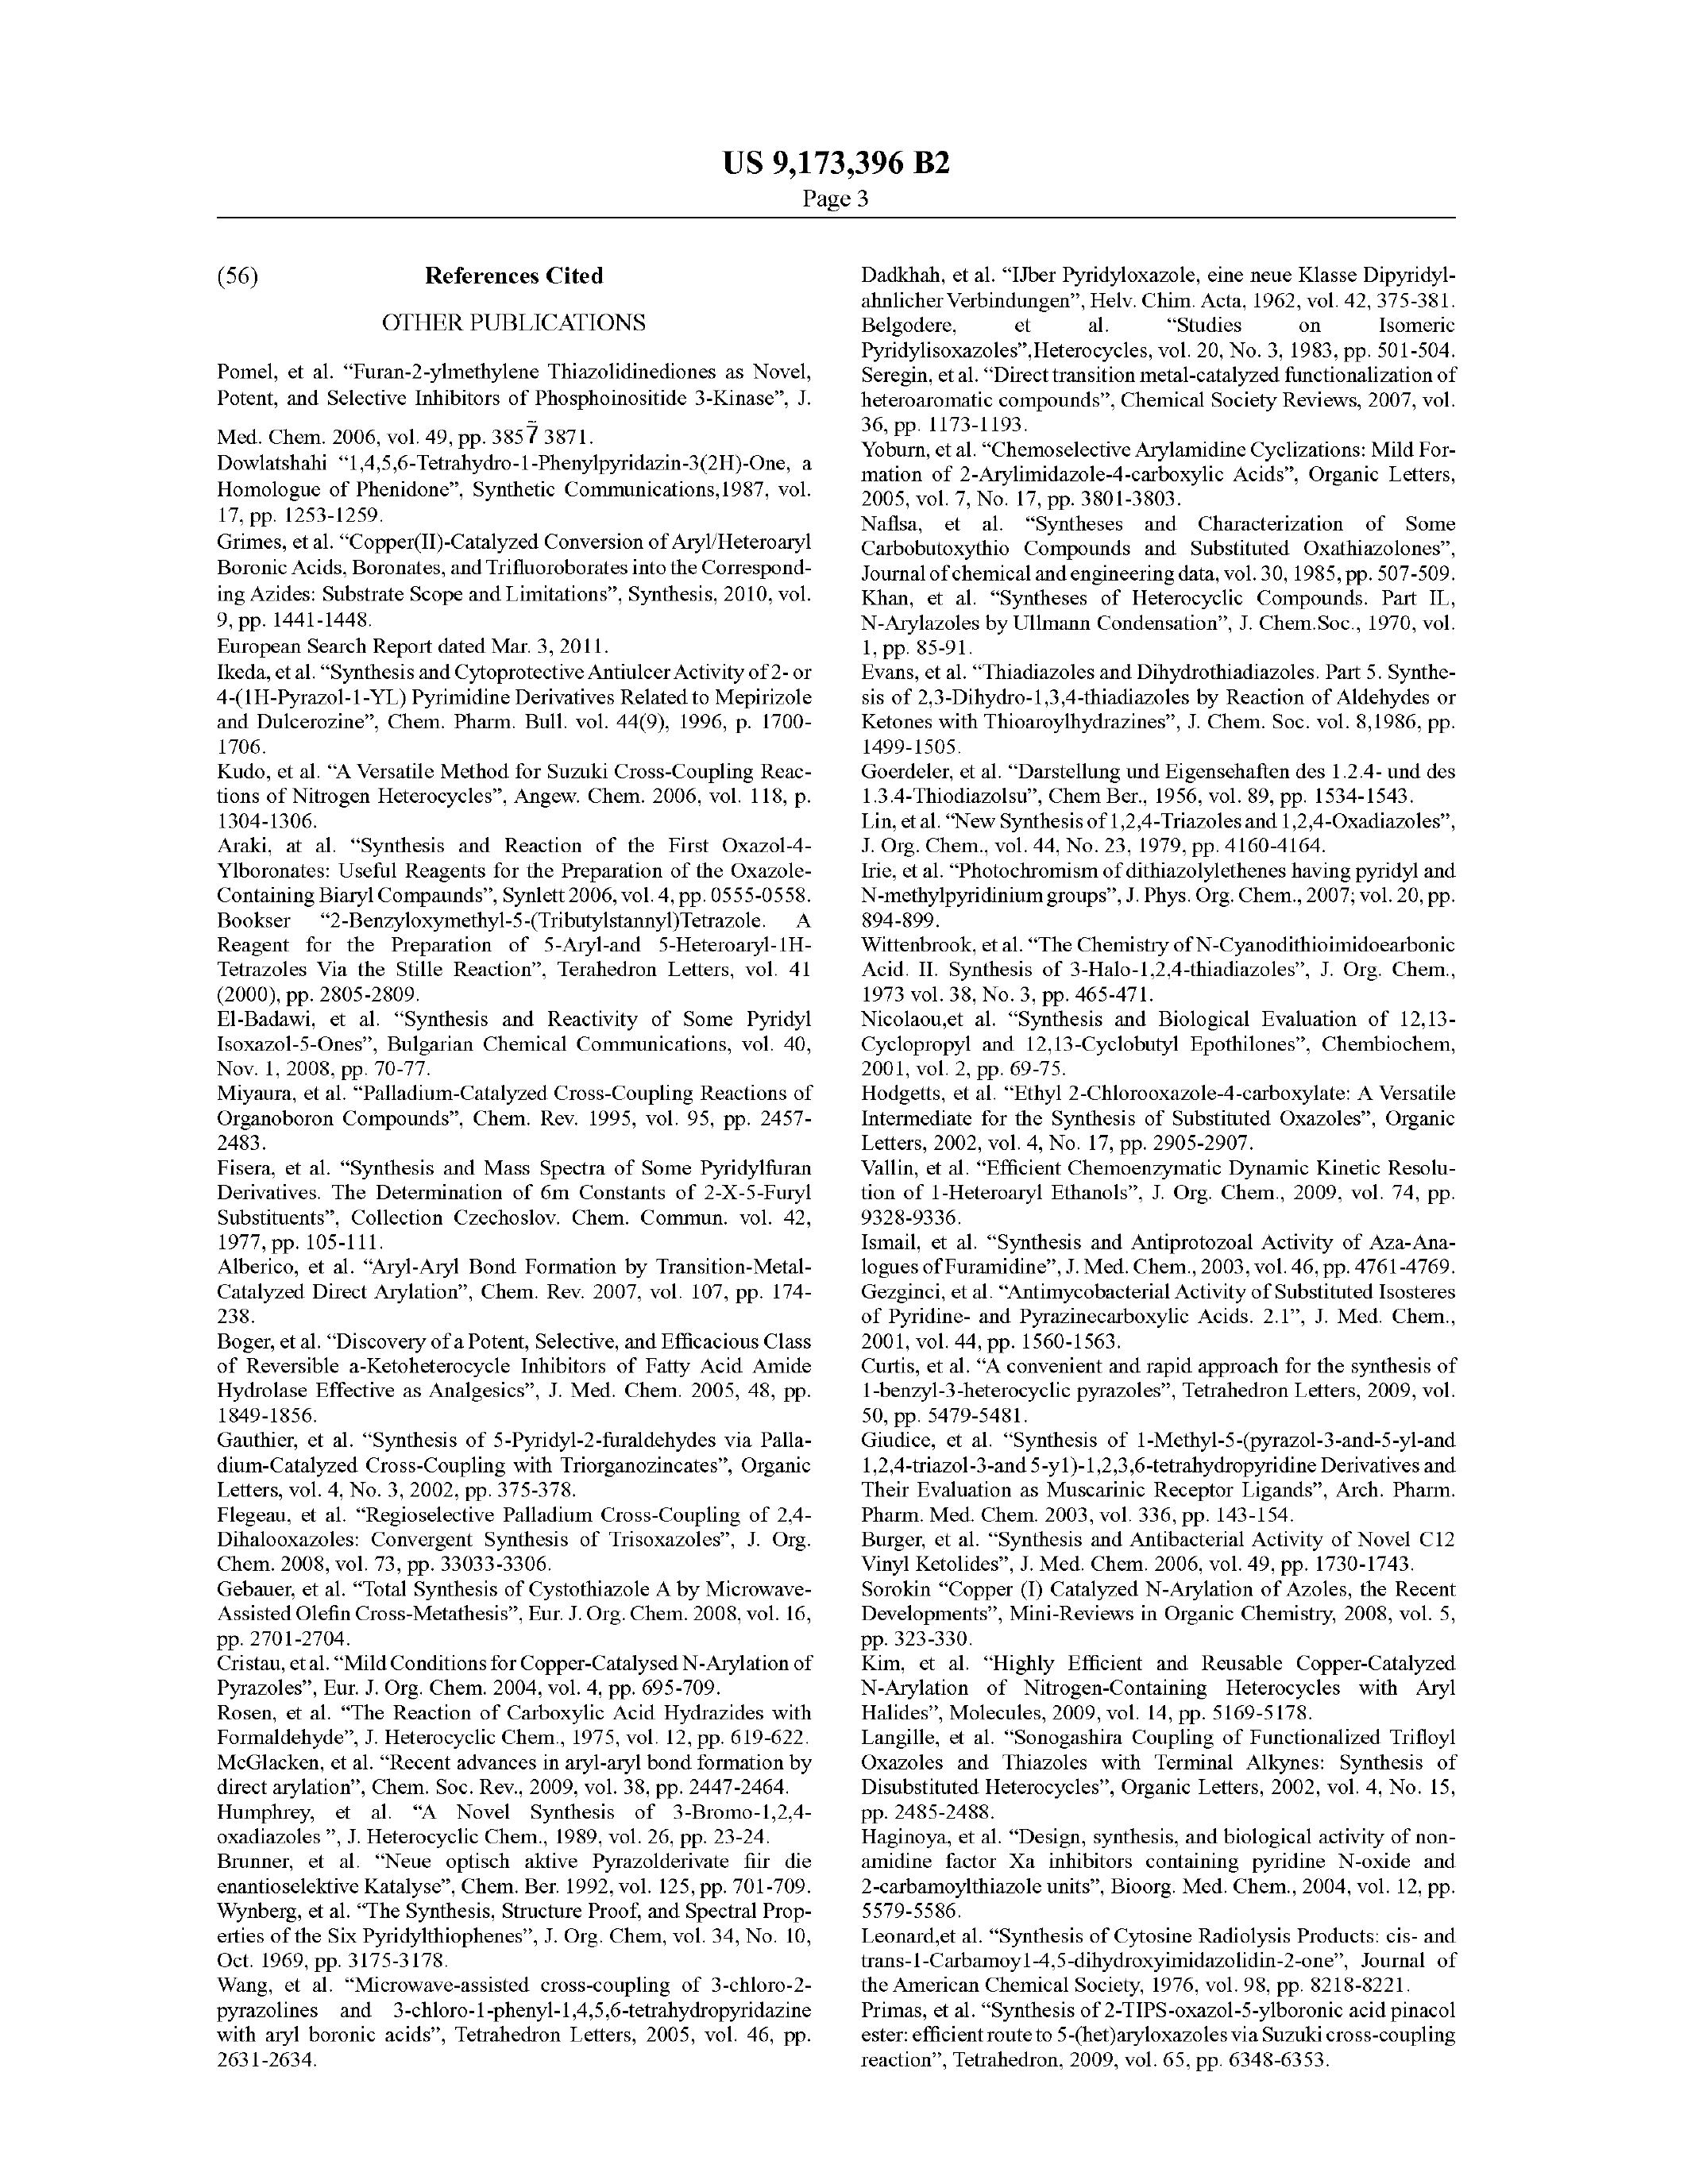 US 9,173,396 B2
Page 3
(56) References Cited
OTHER PUBLICATIONS
Pomel, et al. “Furan-2-ylmethylene Thiazolidinediones as Novel,
Potent, and Selective Inhibitors of Phosphoinositide 3-Kinase”, J.
Med. Chem. 2006, vol. 49, pp. 3857 3871.
Dowlatshahi “1,4,5,6-Tetrahydro-1-Phenylpyridazin-3(2H)-One, a
Homologue of Phenidone”, Synthetic Communications,1987, vol.
17, pp. 1253-1259.
Grimes, et al. “Copper(II)-Catalyzed Conversion of Aryl/Heteroaryl
Boronic Acids, Boronates, and Trifluoroborates into the Correspond-
ing Azides: Substrate Scope and Limitations”, Synthesis, 2010, vol.
9, pp. 1441-1448.
European Search Report dated Mar. 3, 2011.
Ikeda, et al. “Synthesis and Cytoprotective Antiulcer Activity of 2- or
4-(1H-Pyrazol-1-YL) Pyrimidine Derivatives Related to Mepirizole
and Dulcerozine”, Chem. Pharm. Bull. vol. 44(9), 1996, p. 1700-
1706.
Kudo, et al. “A Versatile Method for Suzuki Cross-Coupling Reac-
tions of Nitrogen Heterocycles”, Angew. Chem. 2006, vol. 118, p.
1304-1306.
Araki, at al. “Synthesis and Reaction of the First Oxazol-4-
Ylboronates: Useful Reagents for the Preparation of the Oxazole-
Containing Biaryl Compaunds”, Synlett 2006, vol. 4, pp. 0555-0558.
Bookser “2-Benzyloxymethyl-5-(Tributylstannyl)Tetrazole. A
Reagent for the Preparation of 5-Aryl-and 5-Heteroaryl-1H-
Tetrazoles Via the Stille Reaction”, Terahedron Letters, vol. 41
(2000), pp. 2805-2809.
El-Badawi, et al. “Synthesis and Reactivity of Some Pyridyl
Isoxazol-5-Ones”, Bulgarian Chemical Communications, vol. 40,
Nov. 1, 2008, pp. 70-77.
Miyaura, et al. “Palladium-Catalyzed Cross-Coupling Reactions of
Organoboron Compounds”, Chem. Rev. 1995, vol. 95, pp. 2457-
2483.
Fisera, et al. “Synthesis and Mass Spectra of Some Pyridylfuran
Derivatives. The Determination of 6m Constants of 2-X-5-Furyl
Substituents”, Collection Czechoslov. Chem. Commun. vol. 42,
1977, pp. 105-111.
Alberico, et al. “Aryl-Aryl Bond Formation by Transition-Metal-
Catalyzed Direct Arylation”, Chem. Rev. 2007, vol. 107, pp. 174-
238.
Boger, et al. “Discovery of a Potent, Selective, and Efficacious Class
of Reversible a-Ketoheterocycle Inhibitors of Fatty Acid Amide
Hydrolase Effective as Analgesics”, J. Med. Chem. 2005, 48, pp.
1849-1856.
Gauthier, et al. “Synthesis of 5-Pyridyl-2-furaldehydes via Palla-
dium-Catalyzed Cross-Coupling with Triorganozincates”, Organic
Letters, vol. 4, No. 3, 2002, pp. 375-378.
Flegeau, et al. “Regioselective Palladium Cross-Coupling of 2,4-
Dihalooxazoles: Convergent Synthesis of Trisoxazoles”, J. Org.
Chem. 2008, vol. 73, pp. 33033-3306.
Gebauer, et al. “Total Synthesis of Cystothiazole A by Microwave-
Assisted Olefin Cross-Metathesis”, Eur. J. Org. Chem. 2008, vol. 16,
pp. 2701-2704.
Cristau, et al. “Mild Conditions for Copper-Catalysed N-Arylation of
Pyrazoles”, Eur. J. Org. Chem. 2004, vol. 4, pp. 695-709.
Rosen, et al. “The Reaction of Carboxylic Acid Hydrazides with
Formaldehyde”, J. Heterocyclic Chem., 1975, vol. 12, pp. 619-622.
McGlacken, et al. “Recent advances in aryl-aryl bond formation by
direct arylation”, Chem. Soc. Rev., 2009, vol. 38, pp. 2447-2464.
Humphrey, et al. “A Novel Synthesis of 3-Bromo-1,2,4-
oxadiazoles ”, J. Heterocyclic Chem., 1989, vol. 26, pp. 23-24.
Brunner, et al. “Neue optisch aktive Pyrazolderivate fiir die
enantioselektive Katalyse”, Chem. Ber. 1992, vol. 125, pp. 701-709.
Wynberg, et al. “The Synthesis, Structure Proof, and Spectral Prop-
erties of the Six Pyridylthiophenes”, J. Org. Chem, vol. 34, No. 10,
Oct. 1969, pp. 3175-3178.
Wang, et al. “Microwave-assisted cross-coupling of 3-chloro-2-
pyrazolines and 3-chloro-1-phenyl-1,4,5,6-tetrahydropyridazine
with aryl boronic acids”, Tetrahedron Letters, 2005, vol. 46, pp.
2631-2634.
Dadkhah, et al. “IJber Pyridyloxazole, eine neue Klasse Dipyridyl-
ahnlicher Verbindungen”, Helv. Chim. Acta, 1962, vol. 42, 375-381.
Belgodere, et al. “Studies on Isomeric
Pyridylisoxazoles”,Heterocycles, vol. 20, No. 3, 1983, pp. 501-504.
Seregin, et al. “Direct transition metal-catalyzed functionalization of
heteroaromatic compounds”, Chemical Society Reviews, 2007, vol.
36, pp. 1173-1193.
Yoburn, et al. “Chemoselective Arylamidine Cyclizations: Mild For-
mation of 2-Arylimidazole-4-carboxylic Acids”, Organic Letters,
2005, vol. 7, No. 17, pp. 3801-3803.
Naflsa, et al. “Syntheses and Characterization of Some
Carbobutoxythio Compounds and Substituted Oxathiazolones”,
Journal of chemical and engineering data, vol. 30, 1985, pp. 507-509.
Khan, et al. “Syntheses of Heterocyclic Compounds. Part IL,
N-Arylazoles by Ullmann Condensation”, J. Chem.Soc., 1970, vol.
1, pp. 85-91.
Evans, et al. “Thiadiazoles and Dihydrothiadiazoles. Part 5. Synthe-
sis of 2,3-Dihydro-1,3,4-thiadiazoles by Reaction of Aldehydes or
Ketones with Thioaroylhydrazines”, J. Chem. Soc. vol. 8,1986, pp.
1499-1505.
Goerdeler, et al. “Darstellung und Eigensehaften des 1.2.4- und des
1.3.4-Thiodiazolsu”, Chem Ber., 1956, vol. 89, pp. 1534-1543.
Lin, et al. “New Synthesis of 1,2,4-Triazoles and 1,2,4-Oxadiazoles”,
J. Org. Chem., vol. 44, No. 23, 1979, pp. 4160-4164.
Irie, et al. “Photochromism of dithiazolylethenes having pyridyl and
N-methylpyridinium groups”, J. Phys. Org. Chem., 2007; vol. 20, pp.
894-899.
Wittenbrook, et al. “The Chemistry of N-Cyanodithioimidoearbonic
Acid. II. Synthesis of 3-Halo-1,2,4-thiadiazoles”, J. Org. Chem.,
1973 vol. 38, No. 3, pp. 465-471.
Nicolaou,et al. “Synthesis and Biological Evaluation of 12,13-
Cyclopropyl and 12,13-Cyclobutyl Epothilones”, Chembiochem,
2001, vol. 2, pp. 69-75.
Hodgetts, et al. “Ethyl 2-Chlorooxazole-4-carboxylate: A Versatile
Intermediate for the Synthesis of Substituted Oxazoles”, Organic
Letters, 2002, vol. 4, No. 17, pp. 2905-2907.
Vallin, et al. “Efficient Chemoenzymatic Dynamic Kinetic Resolu-
tion of 1-Heteroaryl Ethanols”, J. Org. Chem., 2009, vol. 74, pp.
9328-9336.
Ismail, et al. “Synthesis and Antiprotozoal Activity of Aza-Ana-
logues of Furamidine”, J. Med. Chem., 2003, vol. 46, pp. 4761-4769.
Gezginci, et al. “Antimycobacterial Activity of Substituted Isosteres
of Pyridine- and Pyrazinecarboxylic Acids. 2.1”, J. Med. Chem.,
2001, vol. 44, pp. 1560-1563.
Curtis, et al. “A convenient and rapid approach for the synthesis of
1-benzyl-3-heterocyclic pyrazoles”, Tetrahedron Letters, 2009, vol.
50, pp. 5479-5481.
Giudice, et al. “Synthesis of 1-Methyl-5-(pyrazol-3-and-5-yl-and
1,2,4-triazol-3-and 5-y1)-1,2,3,6-tetrahydropyridine Derivatives and
Their Evaluation as Muscarinic Receptor Ligands”, Arch. Pharm.
Pharm. Med. Chem. 2003, vol. 336, pp. 143-154.
Burger, et al. “Synthesis and Antibacterial Activity of Novel C12
Vinyl Ketolides”, J. Med. Chem. 2006, vol. 49, pp. 1730-1743.
Sorokin “Copper (I) Catalyzed N-Arylation of Azoles, the Recent
Developments”, Mini-Reviews in Organic Chemistry, 2008, vol. 5,
pp. 323-330.
Kim, et al. “Highly Efficient and Reusable Copper-Catalyzed
N-Arylation of Nitrogen-Containing Heterocycles with Aryl
Halides”, Molecules, 2009, vol. 14, pp. 5169-5178.
Langille, et al. “Sonogashira Coupling of Functionalized Trifloyl
Oxazoles and Thiazoles with Terminal Alkynes: Synthesis of
Disubstituted Heterocycles”, Organic Letters, 2002, vol. 4, No. 15,
pp. 2485-2488.
Haginoya, et al. “Design, synthesis, and biological activity of non-
amidine factor Xa inhibitors containing pyridine N-oxide and
2-carbamoylthiazole units”, Bioorg. Med. Chem., 2004, vol. 12, pp.
5579-5586.
Leonard,et al. “Synthesis of Cytosine Radiolysis Products: cis- and
trans-1-Carbamoy1-4,5-dihydroxyimidazolidin-2-one”, Journal of
the American Chemical Society, 1976, vol. 98, pp. 8218-8221.
Primas, et al. “Synthesis of 2-TIPS-oxazol-5-ylboronic acid pinacol
ester: efficient route to 5-(het)aryloxazoles via Suzuki cross-coupling
reaction”, Tetrahedron, 2009, vol. 65, pp. 6348-6353.